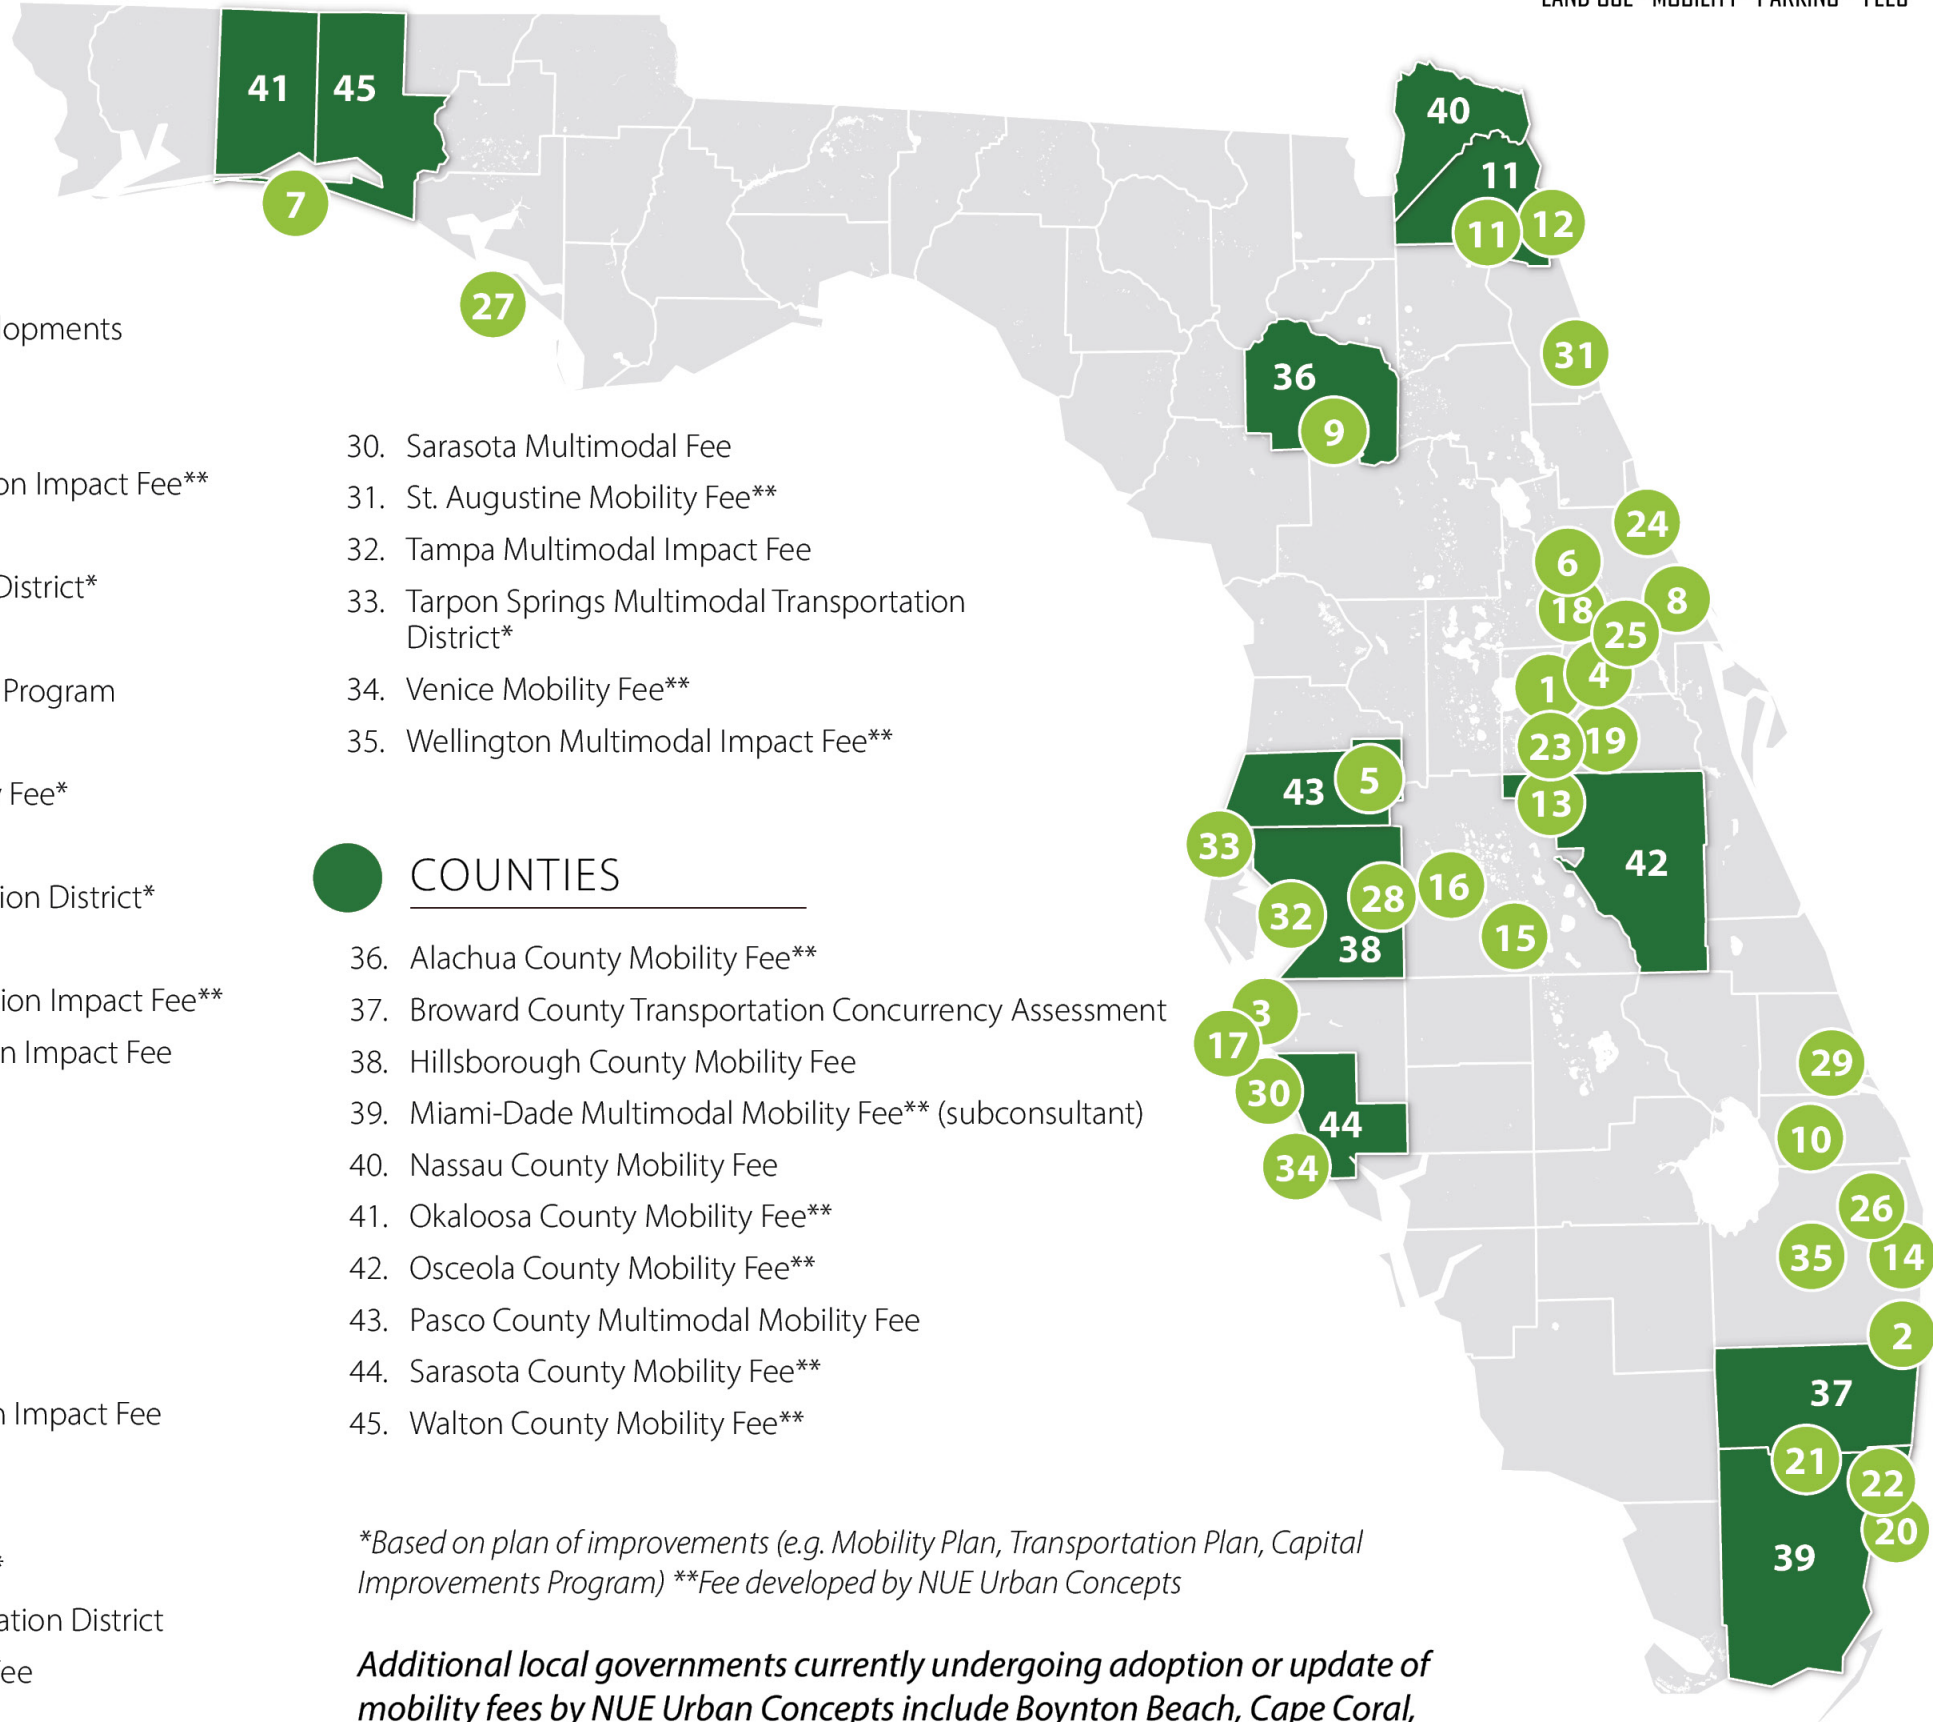 LAND USE MOBILITY PARKING FEES
lopments
on Impact Fee**
District*
Program
Fee*
ion District*
ion Impact Fee**
n Impact Fee
n Impact Fee
*
ation District
ee
30. Sarasota Multimodal Fee
31. St. Augustine Mobility Fee**
32. Tampa Multimodal Impact Fee
33. Tarpon Springs Multimodal Transportation
District*
34. Venice Mobility Fee**
35. Wellington Multimodal Impact Fee**
COUNTIES
36. Alachua County Mobility Fee**
37. Broward County Transportation Concurrency Assessment
38. Hillsborough County Mobility Fee
39. Miami-Dade Multimodal Mobility Fee** (subconsultant)
40. Nassau County Mobility Fee
41. Okaloosa County Mobility Fee**
42. Osceola County Mobility Fee**
43. Pasco County Multimodal Mobility Fee
44. Sarasota County Mobility Fee**
45. Walton County Mobility Fee**
*Based on plan of improvements (e.g. Mobility Plan, Transportation Plan, Capital
Improvements Program) **Fee developed by NUE Urban Concepts
Additional local governments currently undergoing adoption or update of
mobility fees by NUE Urban Concepts include Boynton Beach, Cape Coral,
41
45
7
27
40
11
11
12
31
36
9
24
6
18
8
25
1
4
23
19
13
42
43
5
33
32
28
16
15
38
3
17
30
44
34
29
10
26
35
14
2
37
21
22
20
39